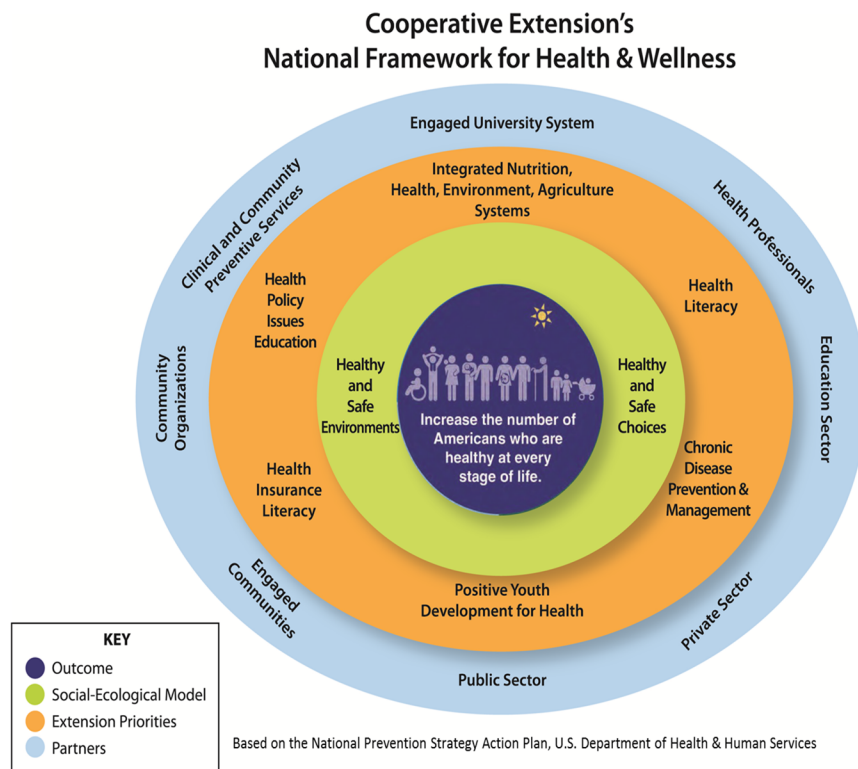 Cooperative Extension's
National Framework for Health & Wellness
Engaged University System
Integrated Nutrition,
Health, Environment, Agriculture
Systems
Clinical and Community
Preventive Services
Health Professionals
Health
Policy
Issues
Education
Health
Literacy
Community
Organizations
Healthy
and
Safe
Environments
Increase the number of
Americans who are
healthy at every
stage of life.
Healthy
and
Safe
Choices
Education Sector
Health
Insurance
Literacy
Chronic
Disease
Prevention &
Management
Engaged
Communities
Positive Youth
Development for Health
Private Sector
Public Sector
KEY
Outcome
Social-Ecological Model
Extension Priorities
Partners
Based on the National Prevention Strategy Action Plan, U.S. Department of Health & Human Services